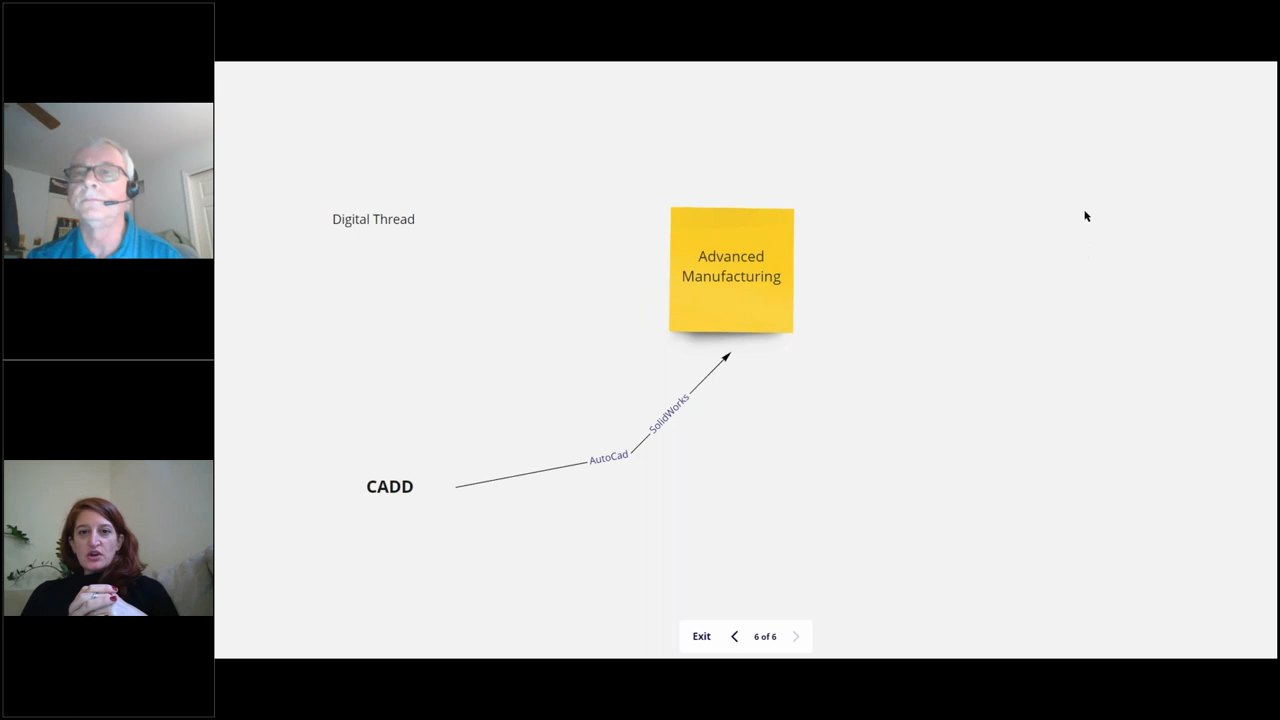 Digital Thread
Advanced
Manufacturing
SolidWorks
AutoCad
CADD
Exit
6 of 6